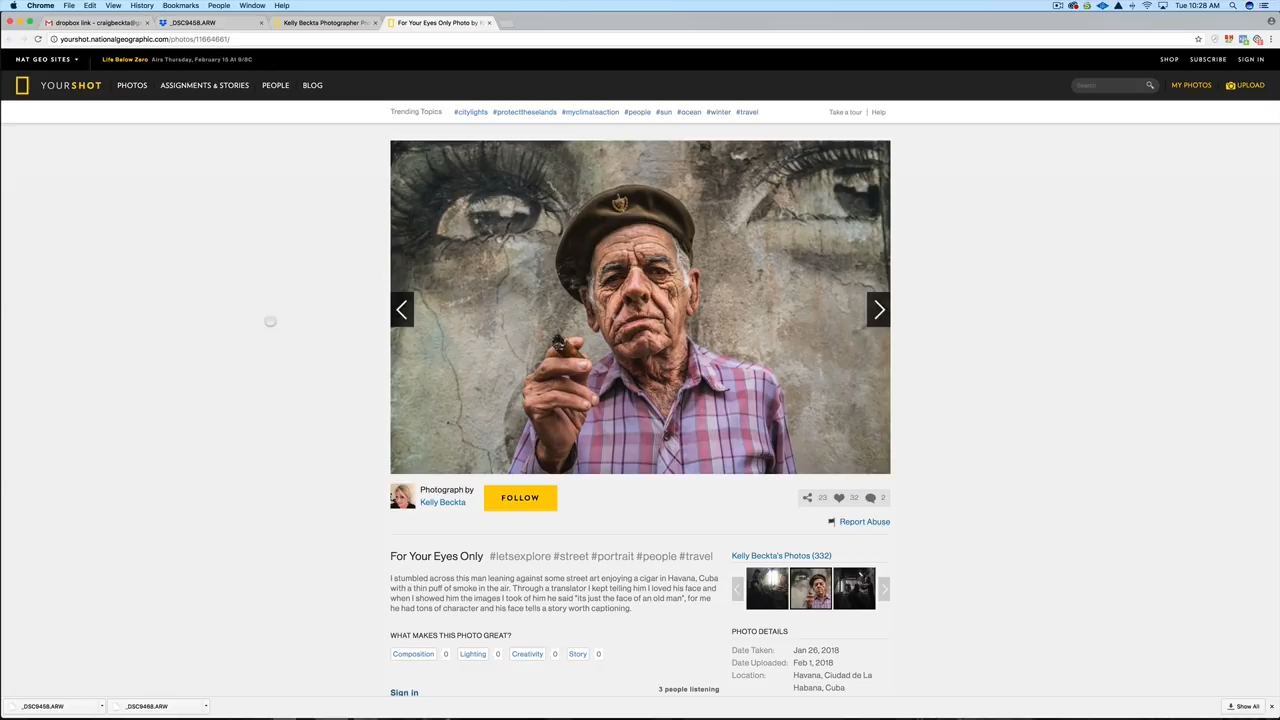 Chrome File Edit View History Bookmarks People Window Help Tue 10:28 AM
dropbox link - craigbeckta@g _DSC9458.ARW Kelly Beckta Photographer Pr For Your Eyes Only Photo by K
yourshot.nationalgeographic.com/photos/11664661/
NAT GEO SITES Life Below Zero Airs Thursday, February 15 At 9/8C SHOP SUBSCRIBE SIGN IN
YOURSHOT PHOTOS ASSIGNMENTS & STORIES PEOPLE BLOG Search MY PHOTOS UPLOAD
Trending Topics #citylights #protecttheseIands #myclimateaction #people #sun #ocean #winter #travel Take a tour | Help
Photograph by
Kelly Beckta
FOLLOW
23 32 2
Report Abuse
For Your Eyes Only #letsexplore #street #portrait #people #travel
I stumbled across this man leaning against some street art enjoying a cigar in Havana, Cuba
with a thin puff of smoke in the air. Through a translator I kept telling him I loved his face and
when I showed him the images I took of him he said "its just the face of an old man", for me
he had tons of character and his face tells a story worth capturing.
WHAT MAKES THIS PHOTO GREAT?
Composition 0 Lighting 0 Creativity 0 Story 0
Sign in 3 people listening
Kelly Beckta's Photos (332)
PHOTO DETAILS
Date Taken: Jan 26, 2018
Date Uploaded: Feb 1, 2018
Location: Havana, Ciudad de La
Habana, Cuba
_DSC9458.ARW _DSC9468.ARW Show All